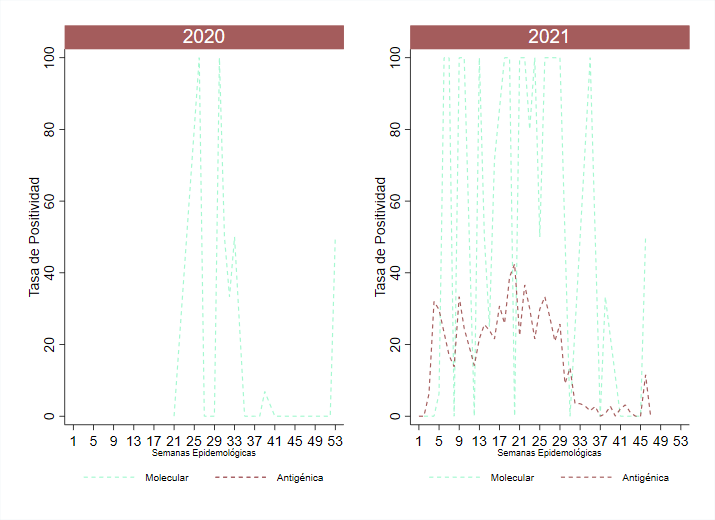 2020
Tasa de Positividad
100
80
60
40
20
0
1 5 9 13 17 21 25 29 33 37 41 45 49 53
Semanas Epidemológicas
Molecular Antigénica
2021
Tasa de Positividad
100
80
60
40
20
0
1 5 9 13 17 21 25 29 33 37 41 45 49 53
Semanas Epidemológicas
Molecular Antigénica